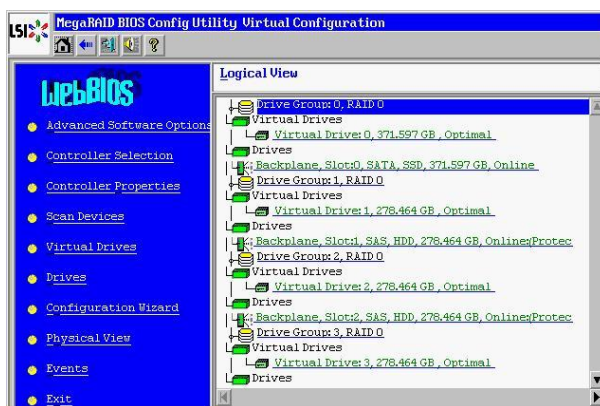 LSI
MegaRAID BIOS Config Utility Virtual Configuration
?
WebBIOS
Advanced Software Options
Controller Selection
Controller Properties
Scan Devices
Virtual Drives
Drives
Configuration Wizard
Physical View
Events
Exit
Logical View
Drive Group: 0, RAID 0
Virtual Drives
Virtual Drive: 0, 371.597 GB, Optimal
Drives
Backplane, Slot:0, SATA, SSD, 371.597 GB, Online
Drive Group: 1, RAID 0
Virtual Drives
Virtual Drive: 1, 278.464 GB, Optimal
Drives
Backplane, Slot:1, SAS, HDD, 278.464 GB, Online:(Protec
Drive Group: 2, RAID 0
Virtual Drives
Virtual Drive: 2, 278.464 GB, Optimal
Drives
Backplane, Slot:2, SAS, HDD, 278.464 GB, Online:(Protec
Drive Group: 3, RAID 0
Virtual Drives
Virtual Drive: 3, 278.464 GB, Optimal
Drives